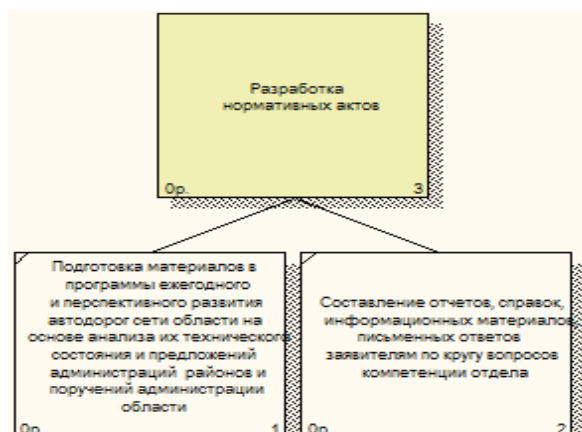 Разработка
нормативных актов
0р.
3
Подготовка материалов в
программы ежегодного
и перспективного развития
автодорог сети области на
основе анализа их технического
состояния и предложений
администраций районов и
поручений администрации
области
0р.
1
Составление отчетов, справок,
информационных материалов,
письменных ответов
заявителям по кругу вопросов
компетенции отдела
0р.
2